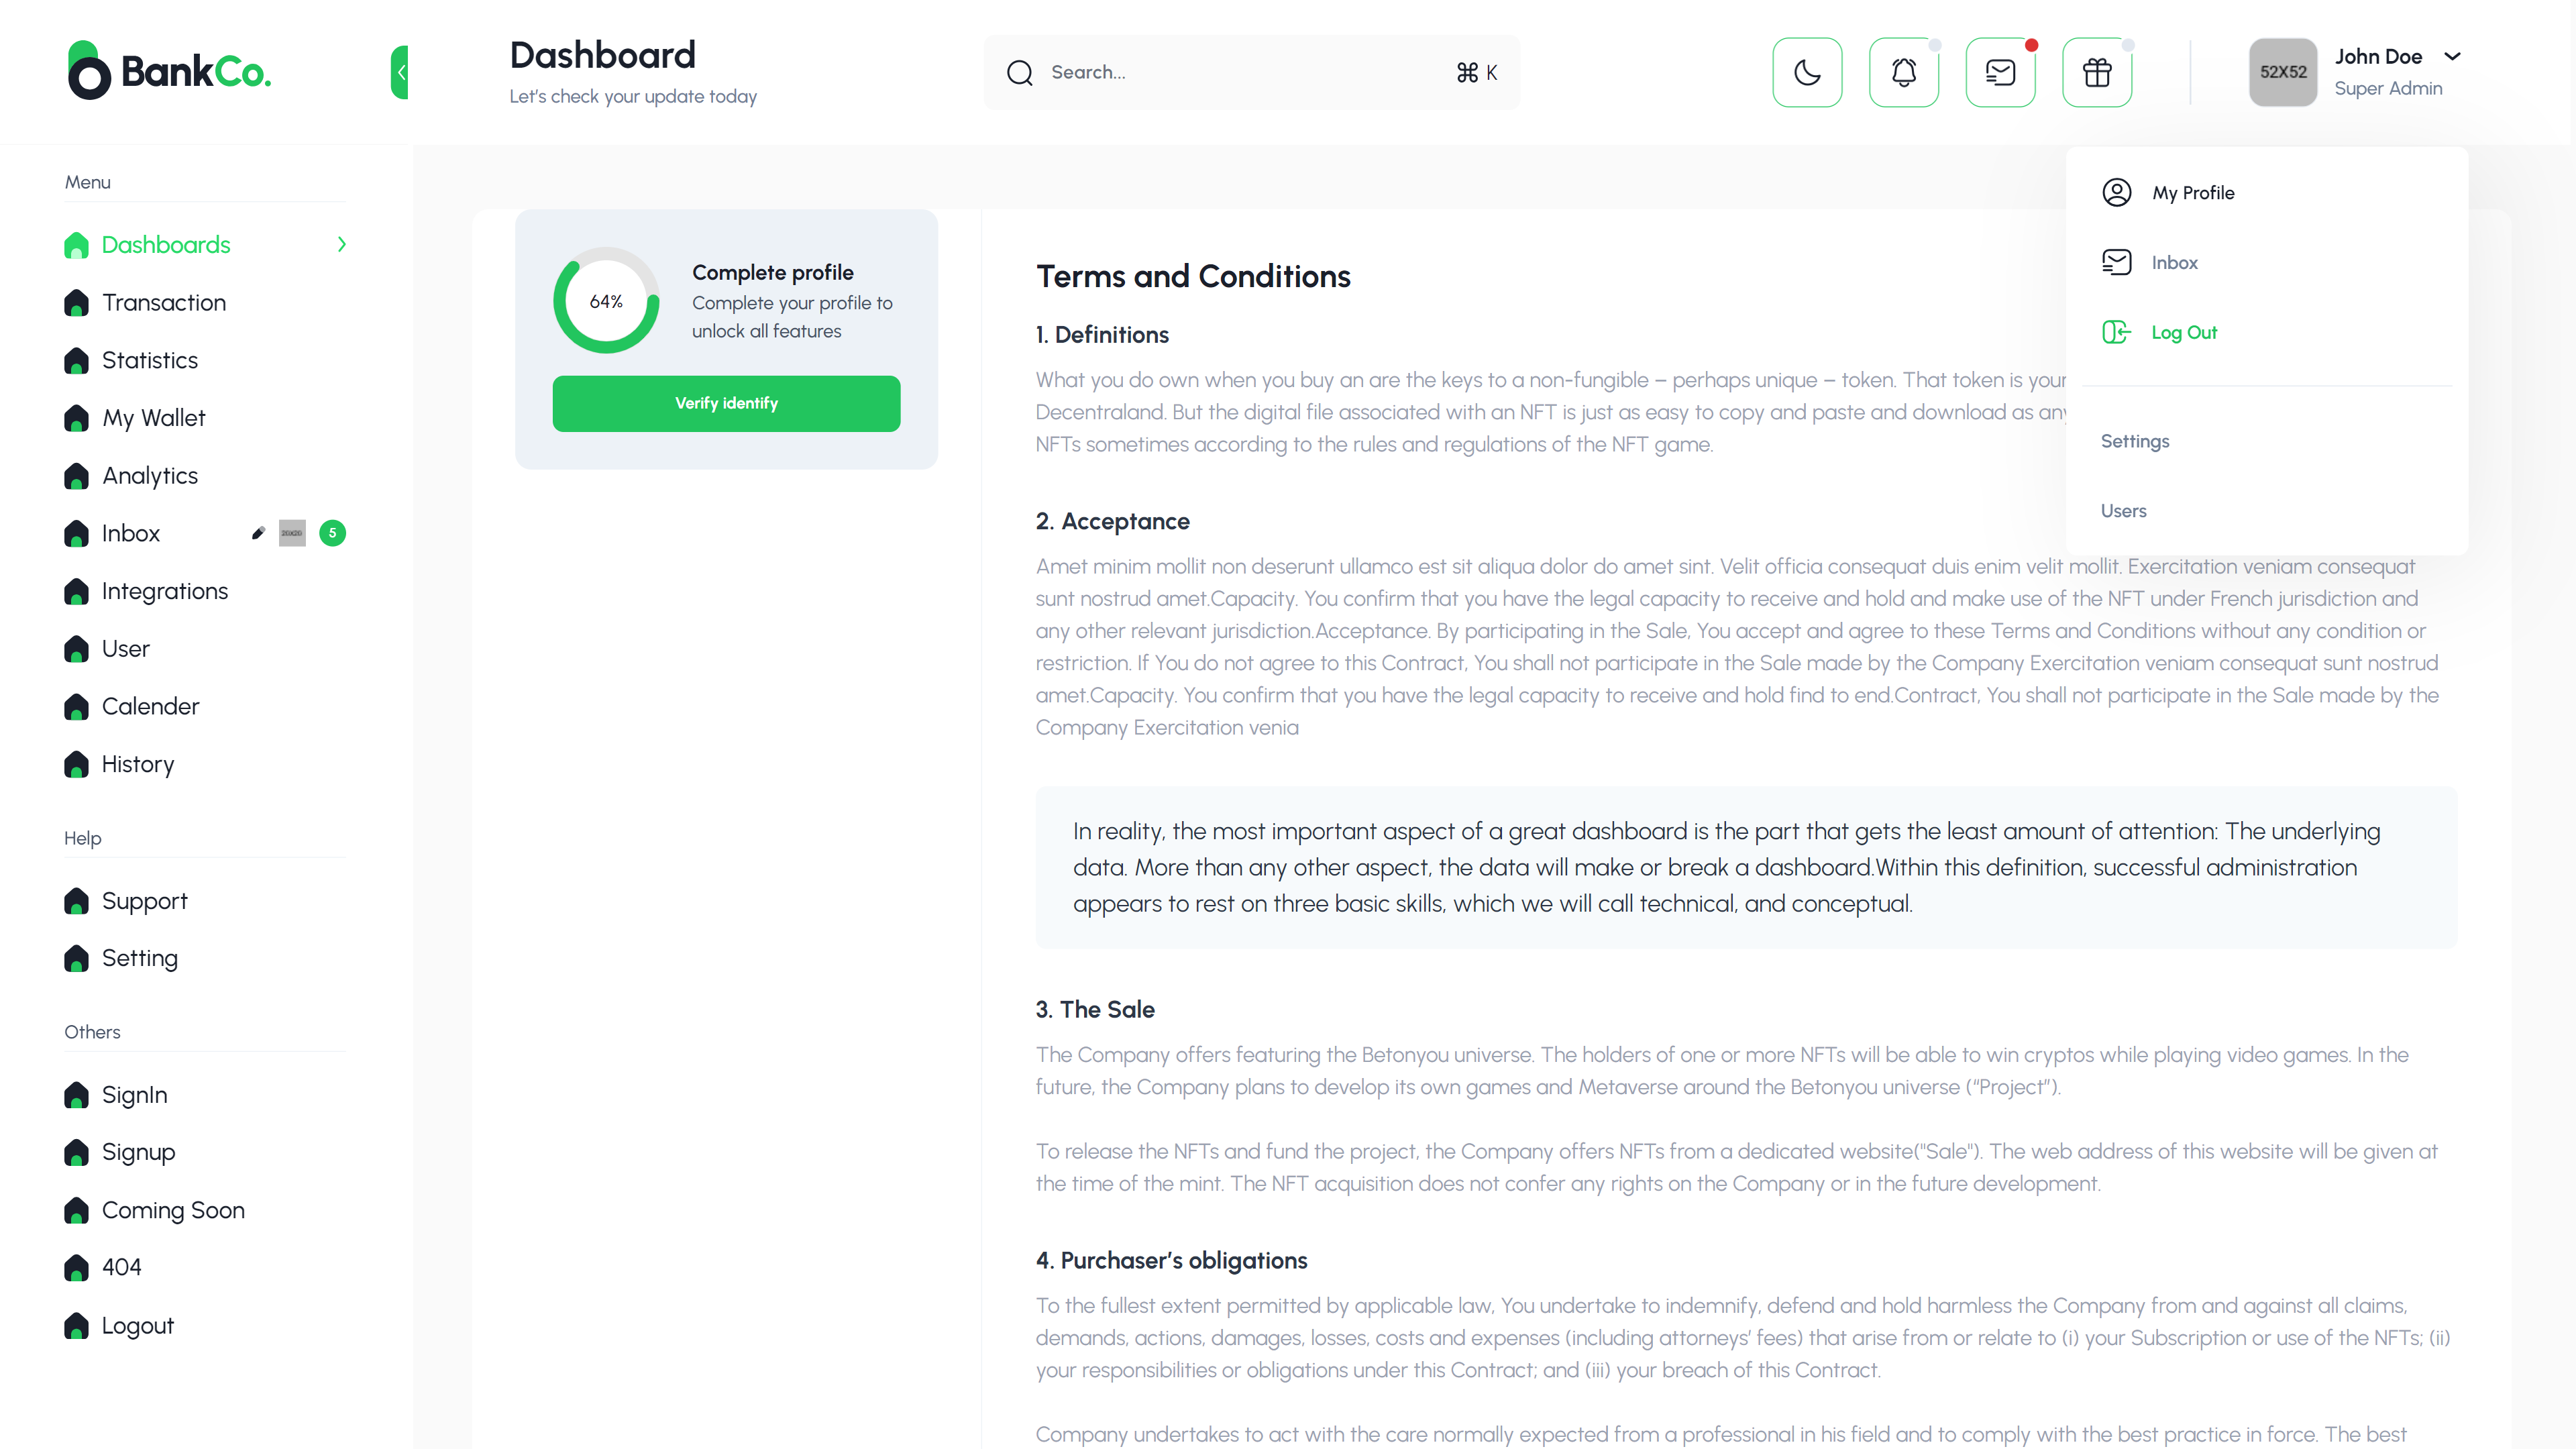 BankCo.
Dashboard
Let's check your update today
Search...
⌘ K
52X52
John Doe
Super Admin
Menu
Dashboards
Transaction
Statistics
My Wallet
Analytics
Inbox
5
Integrations
User
Calender
History
Help
Support
Setting
Others
SignIn
Signup
Coming Soon
404
Logout
64%
Complete profile
Complete your profile to
unlock all features
Verify identify
My Profile
Inbox
Log Out
Settings
Users
Terms and Conditions
1. Definitions
What you do own when you buy an are the keys to a non-fungible – perhaps unique – token. That token is your
Decentraland. But the digital file associated with an NFT is just as easy to copy and paste and download as any
NFTs sometimes according to the rules and regulations of the NFT game.
2. Acceptance
Amet minim mollit non deserunt ullamco est sit aliqua dolor do amet sint. Velit officia consequat duis enim velit mollit. Exercitation veniam consequat
sunt nostrud amet.Capacity. You confirm that you have the legal capacity to receive and hold and make use of the NFT under French jurisdiction and
any other relevant jurisdiction.Acceptance. By participating in the Sale, You accept and agree to these Terms and Conditions without any condition or
restriction. If You do not agree to this Contract, You shall not participate in the Sale made by the Company Exercitation veniam consequat sunt nostrud
amet.Capacity. You confirm that you have the legal capacity to receive and hold find to end.Contract, You shall not participate in the Sale made by the
Company Exercitation venia
In reality, the most important aspect of a great dashboard is the part that gets the least amount of attention: The underlying
data. More than any other aspect, the data will make or break a dashboard.Within this definition, successful administration
appears to rest on three basic skills, which we will call technical, and conceptual.
3. The Sale
The Company offers featuring the Betonyou universe. The holders of one or more NFTs will be able to win cryptos while playing video games. In the
future, the Company plans to develop its own games and Metaverse around the Betonyou universe (“Project”).
To release the NFTs and fund the project, the Company offers NFTs from a dedicated website("Sale"). The web address of this website will be given at
the time of the mint. The NFT acquisition does not confer any rights on the Company or in the future development.
4. Purchaser’s obligations
To the fullest extent permitted by applicable law, You undertake to indemnify, defend and hold harmless the Company from and against all claims,
demands, actions, damages, losses, costs and expenses (including attorneys’ fees) that arise from or relate to (i) your Subscription or use of the NFTs; (ii)
your responsibilities or obligations under this Contract; and (iii) your breach of this Contract.
Company undertakes to act with the care normally expected from a professional in his field and to comply with the best practice in force. The best